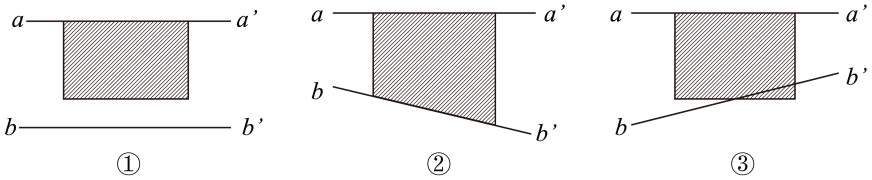 a a' a a' a a'
b b' b b' b b'
① ② ③